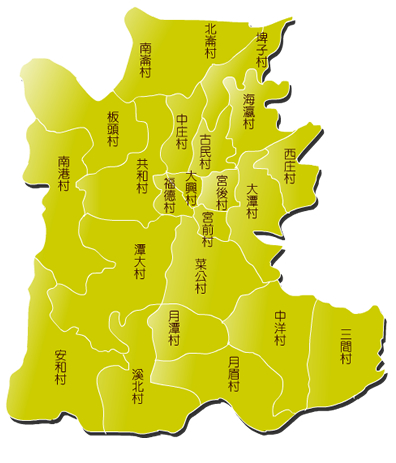 北崙村
埤子村
南崙村
海瀛村
板頭村
中庄村
古民村
西庄村
南港村
共和村
大興村
宮後村
福德村
大潭村
宮前村
潭大村
菜公村
月潭村
中洋村
三間村
安和村
溪北村
月眉村